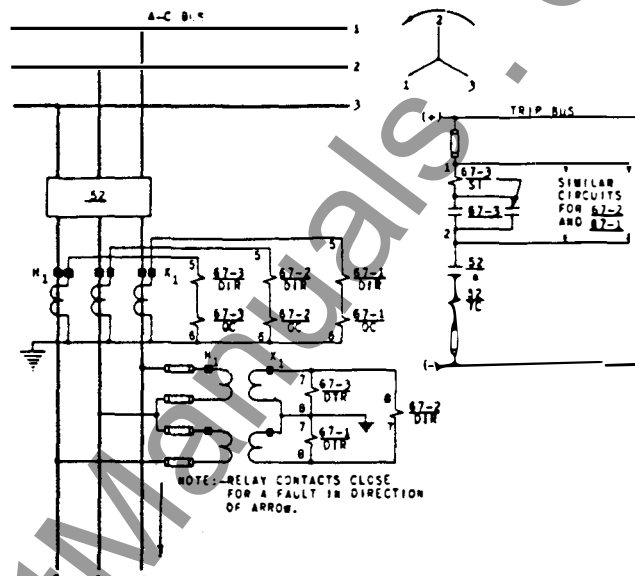 A-C BUS
1
2
3
2
1
3
TRIP BUS
(+)
1
67-3
SI
67-3
2
SIMILAR
CIRCUITS
FOR 67-2
AND 67-1
52
a
52
TC
(-)
52
H1
X1
5
5
5
67-3
DIR
67-2
DIR
67-1
DIR
67-3
OC
67-2
OC
67-1
OC
6
6
6
H1
X1
7
67-3
DIR
8
7
67-1
DIR
8
8
67-2
DIR
7
NOTE:-RELAY CONTACTS CLOSE
FOR A FAULT IN DIRECTION
OF ARROW.
Manuals.